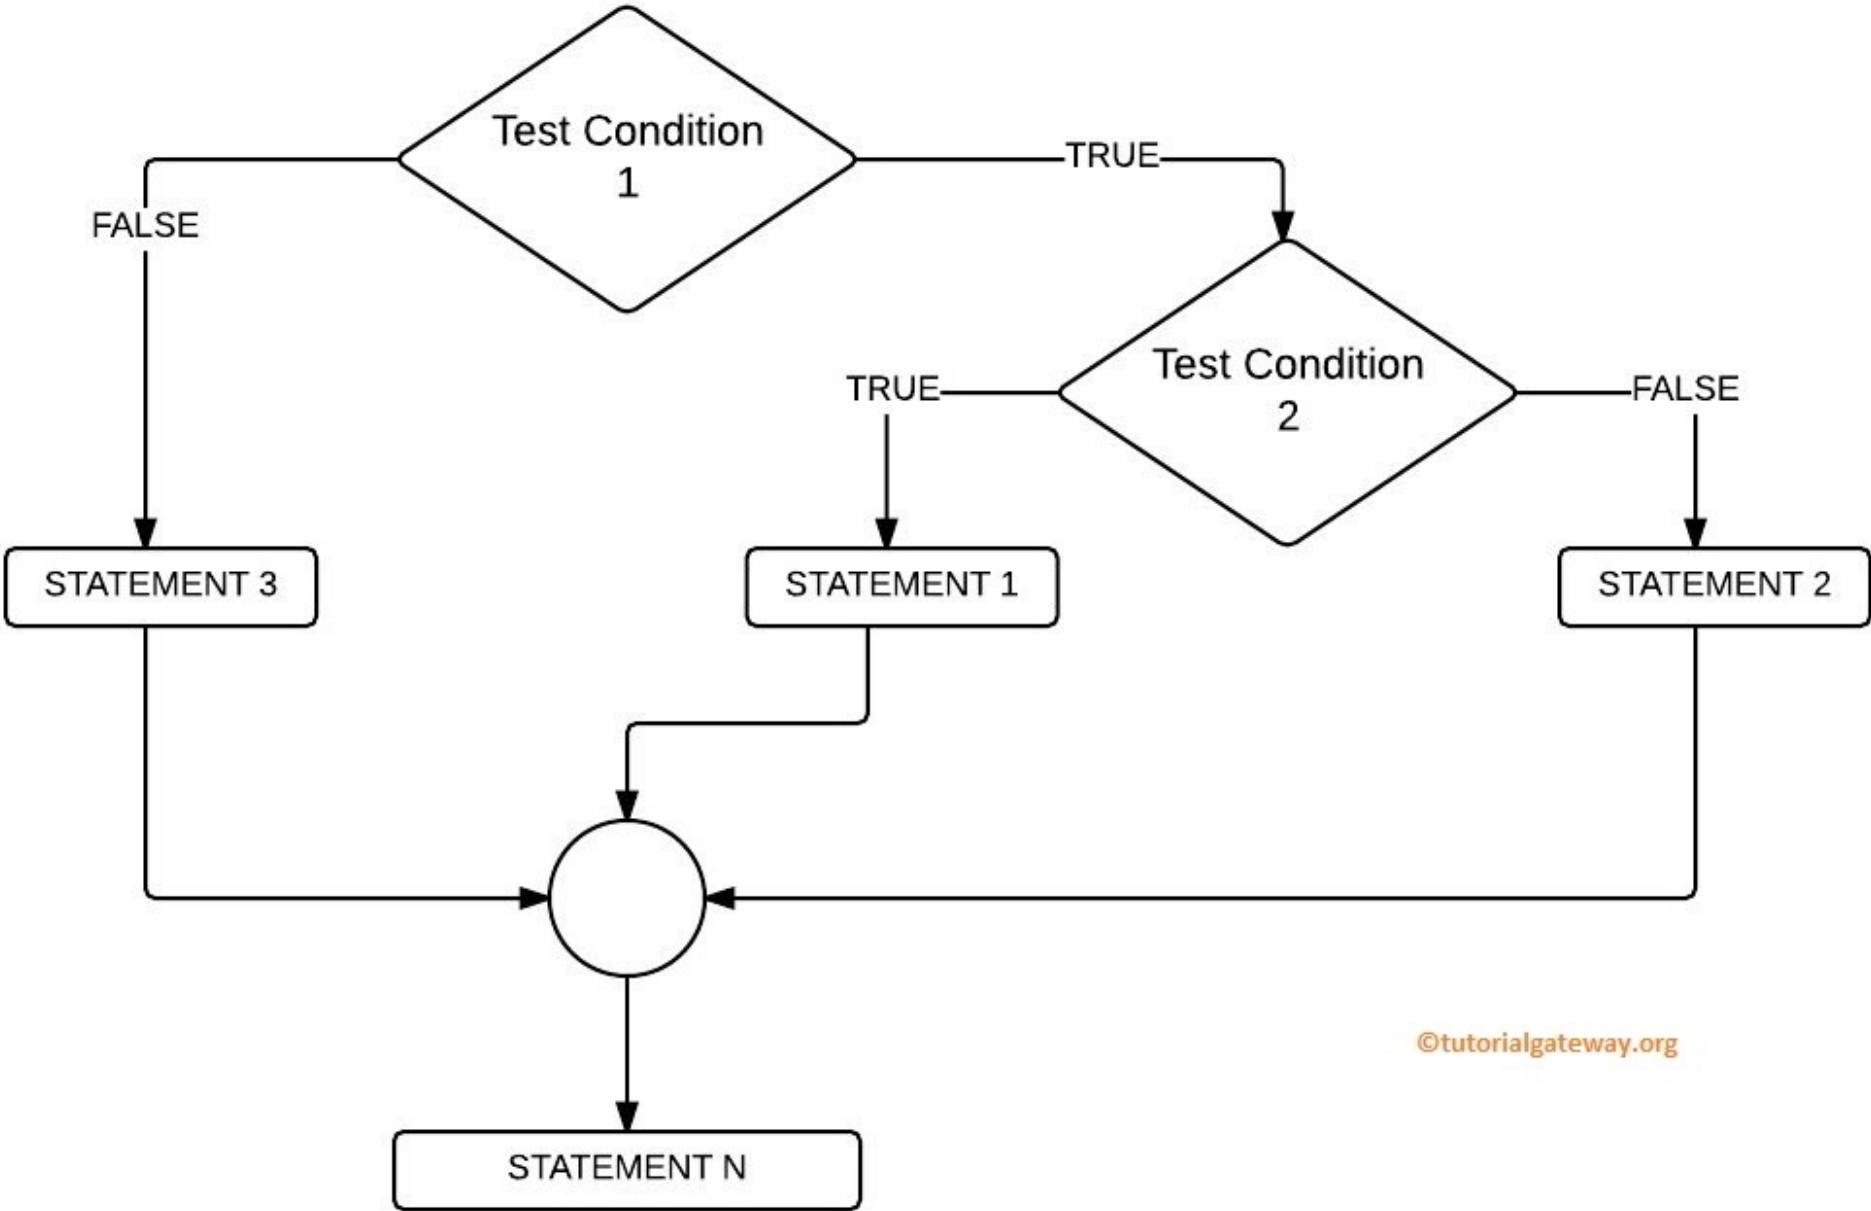 Test Condition
1
TRUE
FALSE
Test Condition
2
TRUE
FALSE
STATEMENT 3
STATEMENT 1
STATEMENT 2
©tutorialgateway.org
STATEMENT N